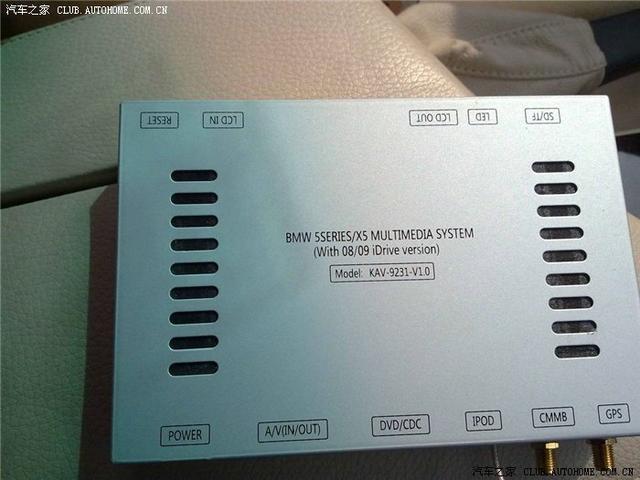 汽车之家 CLUB.AUTOHOME.COM.CN
RESET LCD IN LCD OUT LED SD/TF
BMW 5SERIES/X5 MULTIMEDIA SYSTEM
(With 08/09 iDrive version)
Model: KAV-9231-V1.0
POWER A/V(IN/OUT) DVD/CDC IPOD CMMB GPS
汽车之家 CLUB.AUTOHOME.COM.CN